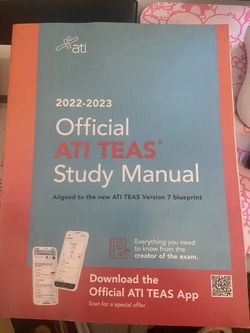 ati
2022-2023
Official
ATI TEAS®
Study Manual
Aligned to the new ATI TEAS Version 7 blueprint
Everything you need
to know from the
creator of the exam.
Download the
Official ATI TEAS App
Scan for a special offer